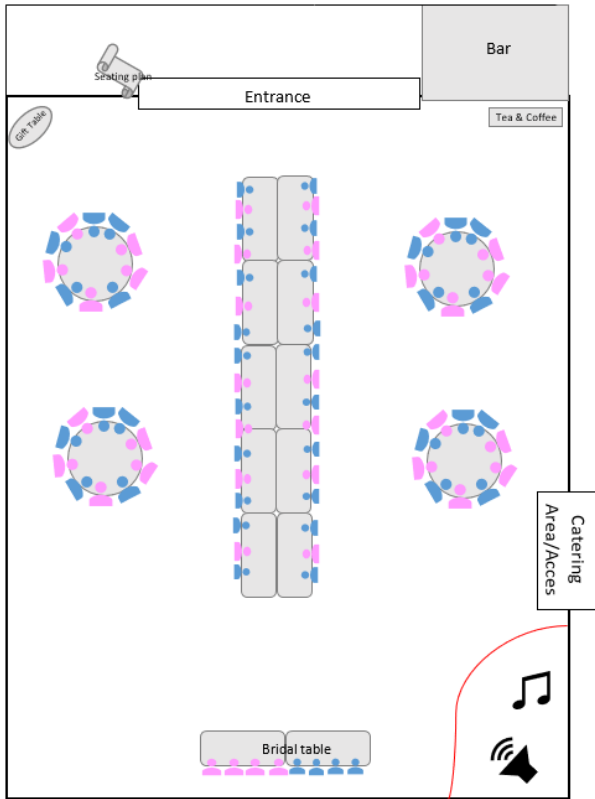 Bar
Seating plan
Entrance
Gift Table
Tea & Coffee
Catering
Area/Acces
Bridal table